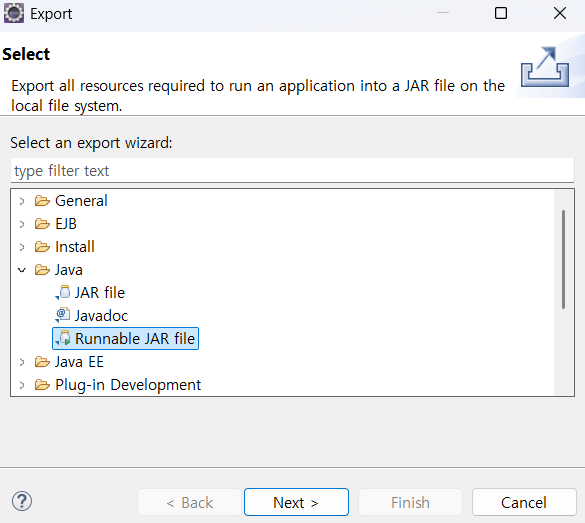 Export
Select
Export all resources required to run an application into a JAR file on the
local file system.
Select an export wizard:
type filter text
General
EJB
Install
Java
JAR file
Javadoc
Runnable JAR file
Java EE
Plug-in Development
< Back
Next >
Finish
Cancel